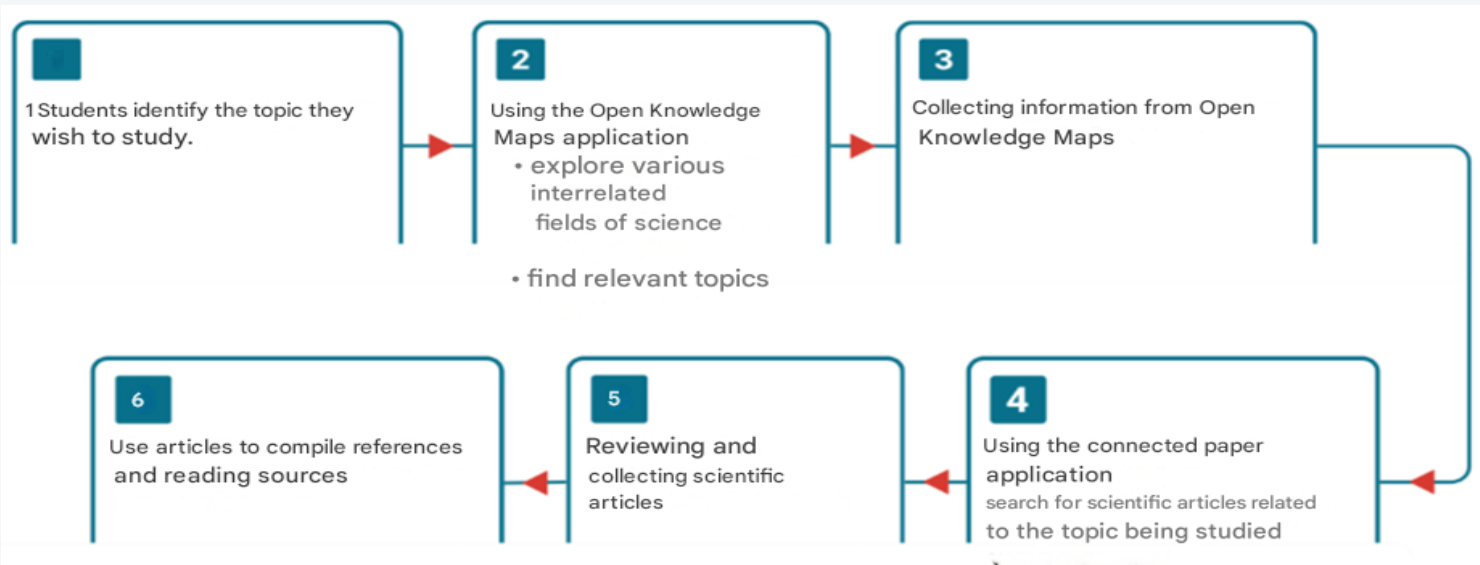 1 Students identify the topic they
wish to study.
2
Using the Open Knowledge
Maps application
• explore various
interrelated
fields of science
• find relevant topics
3
Collecting information from Open
Knowledge Maps
4
Using the connected paper
application
search for scientific articles related
to the topic being studied
5
Reviewing and
collecting scientific
articles
6
Use articles to compile references
and reading sources